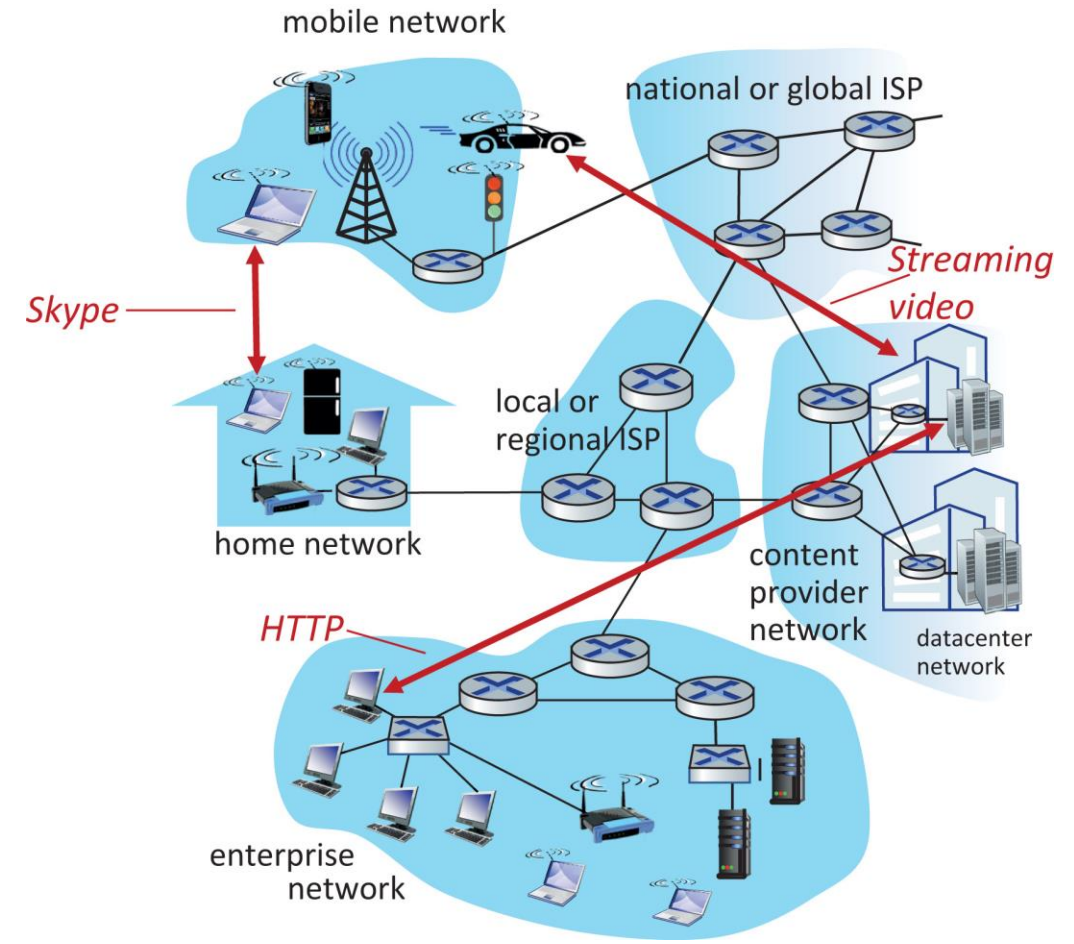 mobile network
national or global ISP
Streaming
video
Skype
local or
regional ISP
home network
content
provider
network
datacenter
network
HTTP
enterprise
network